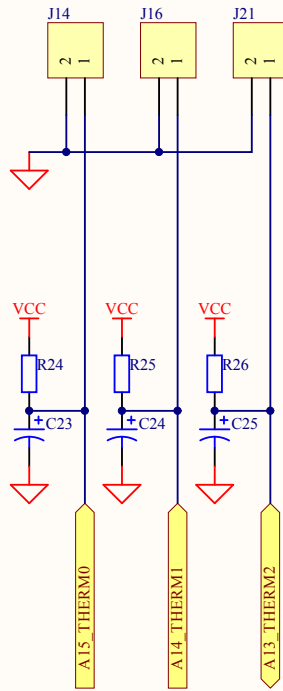 J14 J16 J21
2 1 2 1 2 1
VCC VCC VCC
R24 R25 R26
+ C23 + C24 + C25
A15_THERM0
A14_THERM1
A13_THERM2